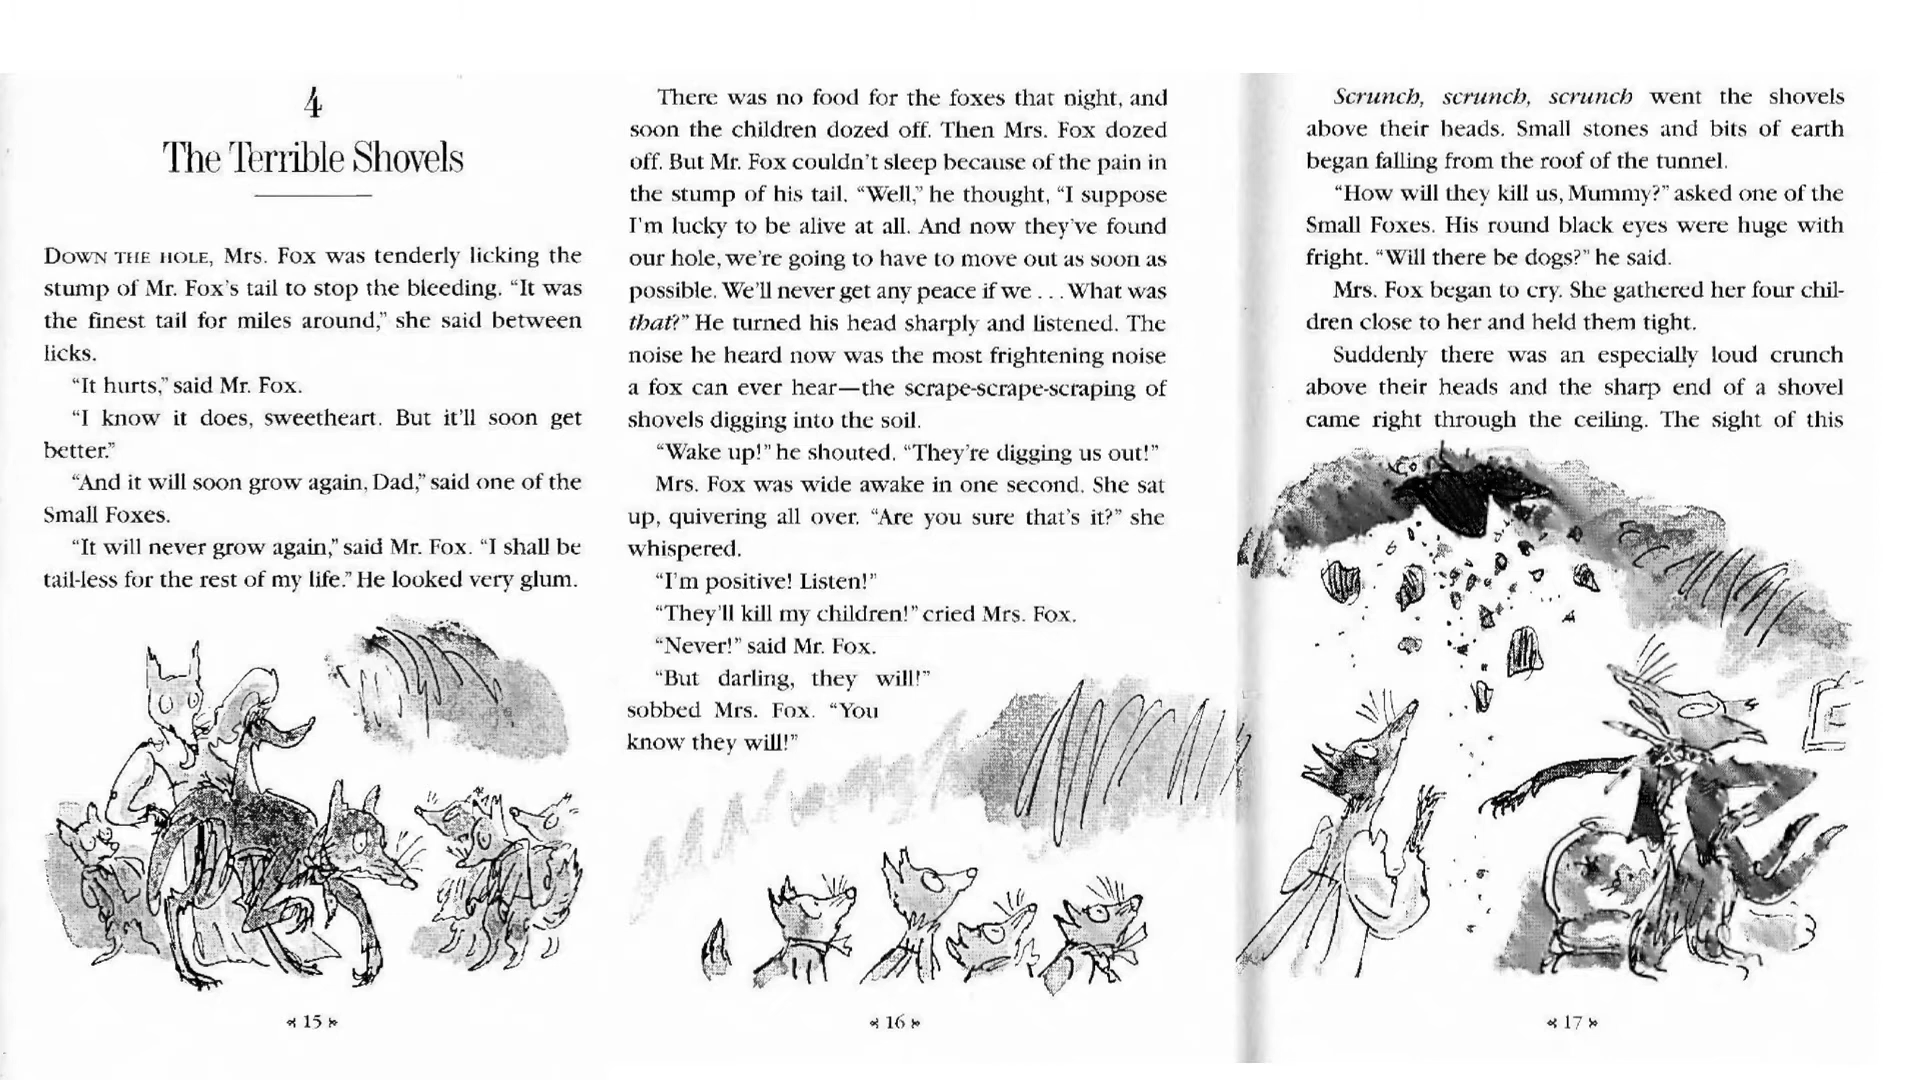 4
The Terrible Shovels
DOWN THE HOLE, Mrs. Fox was tenderly licking the
stump of Mr. Fox's tail to stop the bleeding. “It was
the finest tail for miles around,” she said between
licks.
“It hurts,” said Mr. Fox.
“I know it does, sweetheart. But it'll soon get
better.”
“And it will soon grow again, Dad,” said one of the
Small Foxes.
“It will never grow again,” said Mr. Fox. “I shall be
tail-less for the rest of my life.” He looked very glum.
15
There was no food for the foxes that night, and
soon the children dozed off. Then Mrs. Fox dozed
off. But Mr. Fox couldn't sleep because of the pain in
the stump of his tail. “Well,” he thought, “I suppose
I'm lucky to be alive at all. And now they've found
our hole, we're going to have to move out as soon as
possible. We'll never get any peace if we . . . What was
that?” He turned his head sharply and listened. The
noise he heard now was the most frightening noise
a fox can ever hear—the scrape-scrape-scraping of
shovels digging into the soil.
“Wake up!” he shouted. “They're digging us out!”
Mrs. Fox was wide awake in one second. She sat
up, quivering all over. “Are you sure that's it?” she
whispered.
“I'm positive! Listen!”
“They'll kill my children!” cried Mrs. Fox.
“Never!” said Mr. Fox.
“But darling, they will!”
sobbed Mrs. Fox. “You
know they will!”
16
Scrunch, scrunch, scrunch went the shovels
above their heads. Small stones and bits of earth
began falling from the roof of the tunnel.
“How will they kill us, Mummy?” asked one of the
Small Foxes. His round black eyes were huge with
fright. “Will there be dogs?” he said.
Mrs. Fox began to cry. She gathered her four chil-
dren close to her and held them tight.
Suddenly there was an especially loud crunch
above their heads and the sharp end of a shovel
came right through the ceiling. The sight of this
17